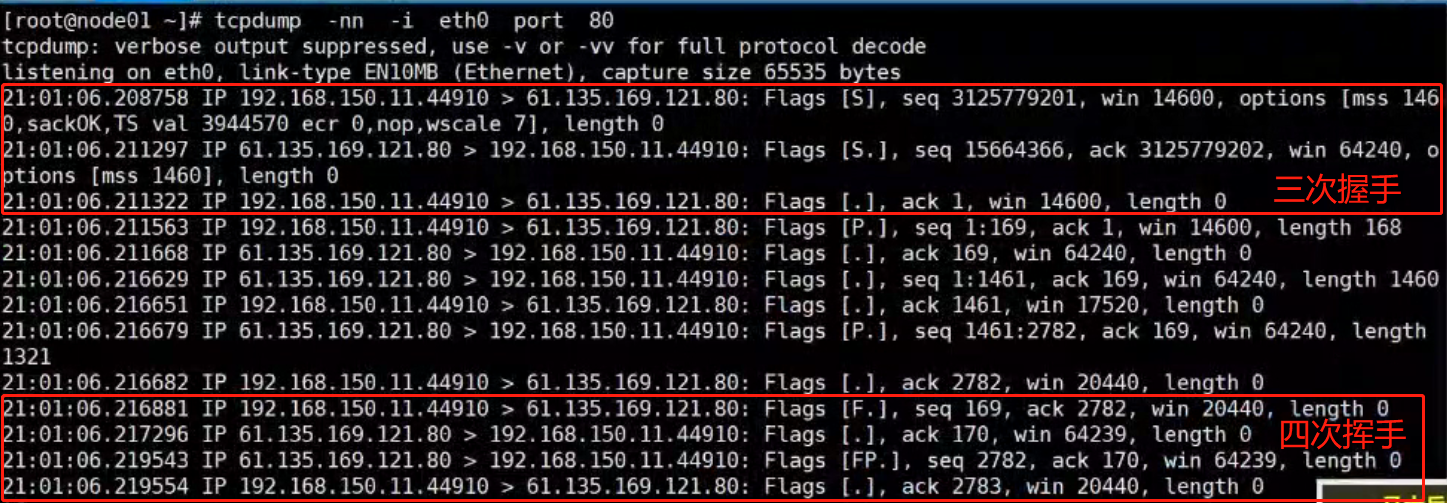 [root@node01 ~]# tcpdump  -nn  -i  eth0  port  80
tcpdump: verbose output suppressed, use -v or -vv for full protocol decode
listening on eth0, link-type EN10MB (Ethernet), capture size 65535 bytes
21:01:06.208758 IP 192.168.150.11.44910 > 61.135.169.121.80: Flags [S], seq 3125779201, win 14600, options [mss 146
0,sackOK,TS val 3944570 ecr 0,nop,wscale 7], length 0
21:01:06.211297 IP 61.135.169.121.80 > 192.168.150.11.44910: Flags [S.], seq 15664366, ack 3125779202, win 64240, o
ptions [mss 1460], length 0
三次握手
21:01:06.211322 IP 192.168.150.11.44910 > 61.135.169.121.80: Flags [.], ack 1, win 14600, length 0
21:01:06.211563 IP 192.168.150.11.44910 > 61.135.169.121.80: Flags [P.], seq 1:169, ack 1, win 14600, length 168
21:01:06.211668 IP 61.135.169.121.80 > 192.168.150.11.44910: Flags [.], ack 169, win 64240, length 0
21:01:06.216629 IP 61.135.169.121.80 > 192.168.150.11.44910: Flags [.], seq 1:1461, ack 169, win 64240, length 1460
21:01:06.216651 IP 192.168.150.11.44910 > 61.135.169.121.80: Flags [.], ack 1461, win 17520, length 0
21:01:06.216679 IP 61.135.169.121.80 > 192.168.150.11.44910: Flags [P.], seq 1461:2782, ack 169, win 64240, length
1321
21:01:06.216682 IP 192.168.150.11.44910 > 61.135.169.121.80: Flags [.], ack 2782, win 20440, length 0
21:01:06.216881 IP 192.168.150.11.44910 > 61.135.169.121.80: Flags [F.], seq 169, ack 2782, win 20440, length 0
21:01:06.217296 IP 61.135.169.121.80 > 192.168.150.11.44910: Flags [.], ack 170, win 64239, length 0
四次挥手
21:01:06.219543 IP 61.135.169.121.80 > 192.168.150.11.44910: Flags [FP.], seq 2782, ack 170, win 64239, length 0
21:01:06.219554 IP 192.168.150.11.44910 > 61.135.169.121.80: Flags [.], ack 2783, win 20440, length 0